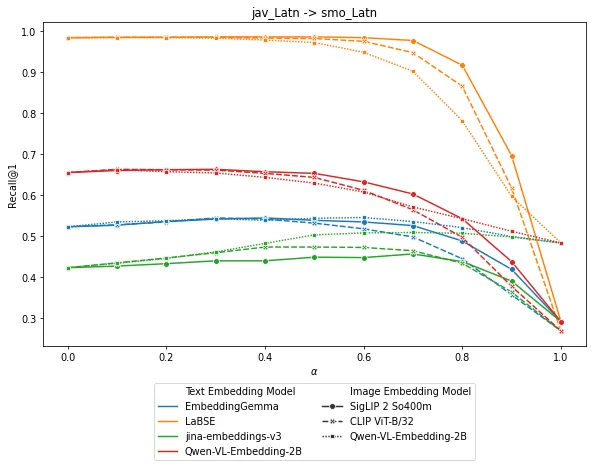 jav_Latn -> smo_Latn
Recall@1
1.0
0.9
0.8
0.7
0.6
0.5
0.4
0.3
0.0 0.2 0.4 0.6 0.8 1.0
α
Text Embedding Model
EmbeddingGemma
LaBSE
jina-embeddings-v3
Qwen-VL-Embedding-2B
Image Embedding Model
SigLIP 2 So400m
CLIP ViT-B/32
Qwen-VL-Embedding-2B